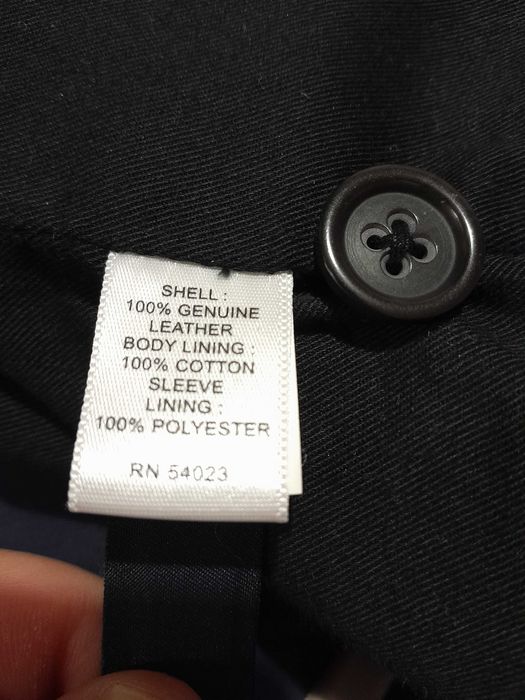 SHELL :
100% GENUINE
LEATHER
BODY LINING :
100% COTTON
SLEEVE
LINING :
100% POLYESTER
RN 54023